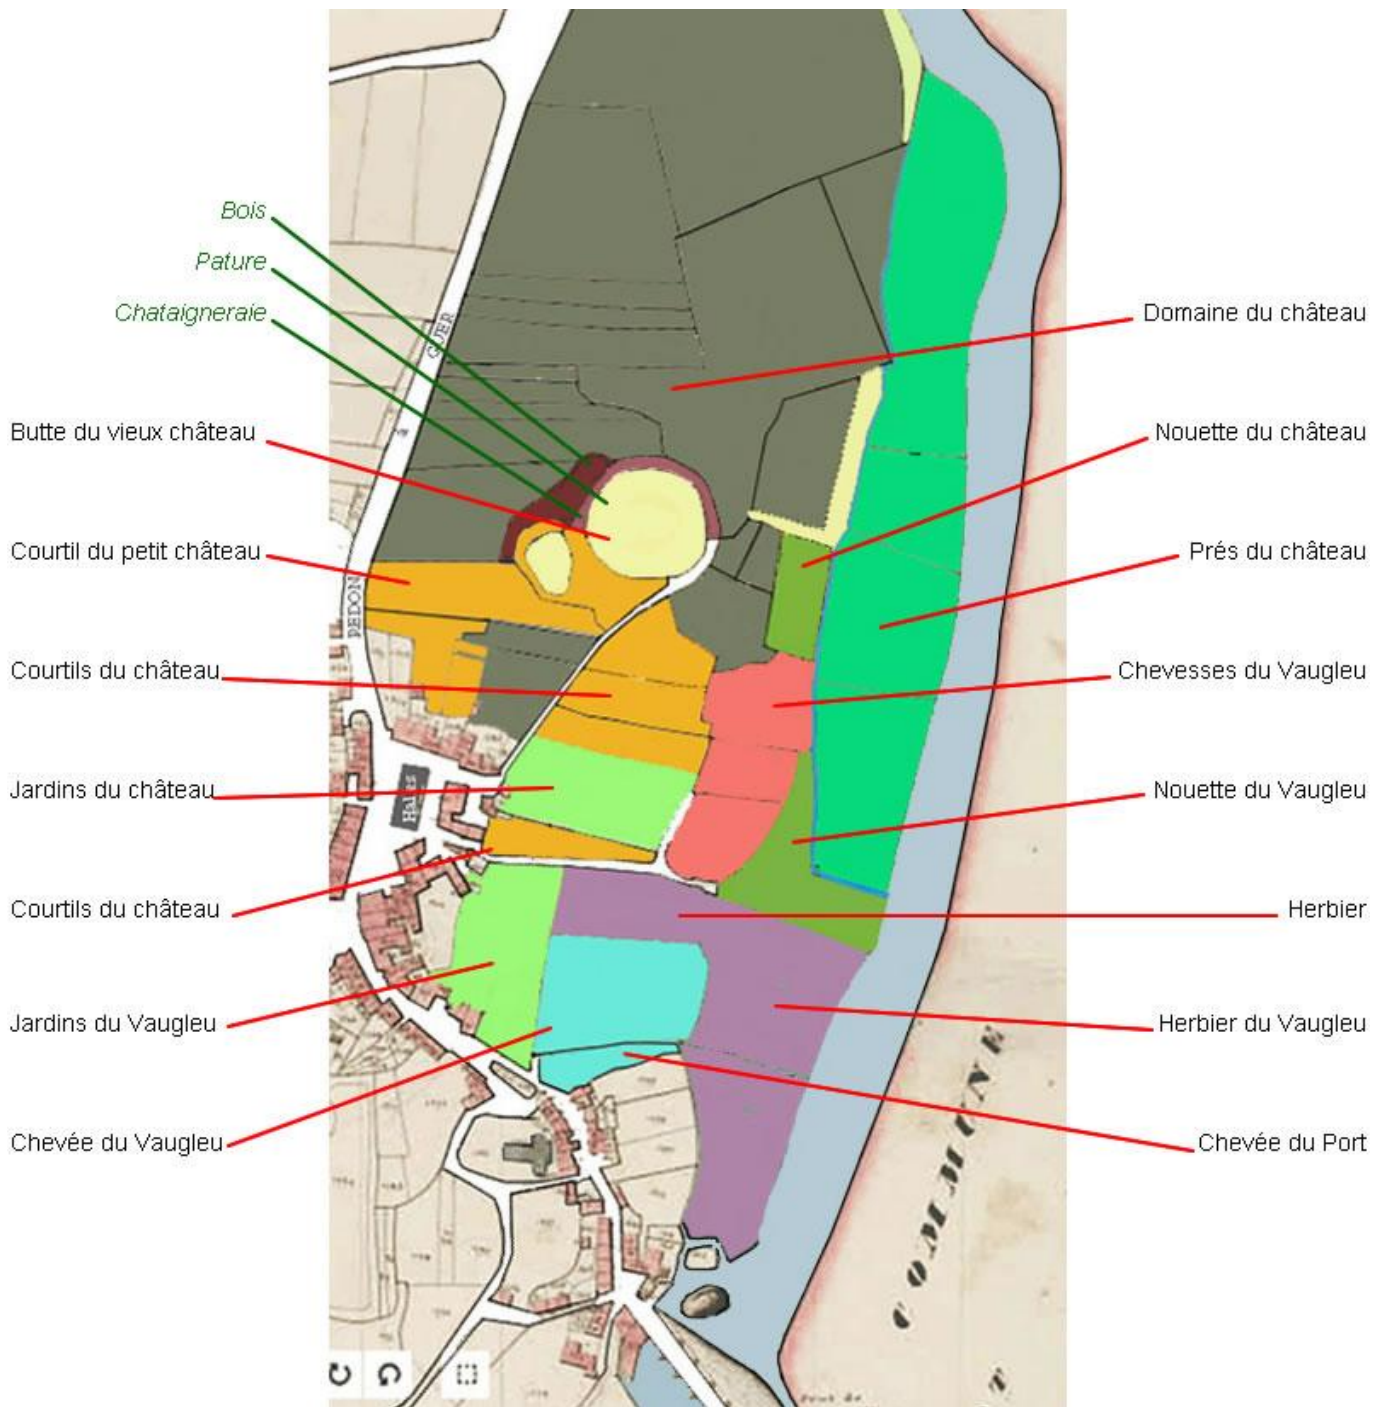 Bois
Pature
Chataigneraie
Domaine du château
GUER
Butte du vieux château
Nouette du château
Courtil du petit château
Prés du château
REDON
Courtils du château
Chevesses du Vaugleu
Jardins du château
Halles
Nouette du Vaugleu
Courtils du château
Herbier
Jardins du Vaugleu
Herbier du Vaugleu
Chevée du Vaugleu
Chevée du Port
COMMUNE